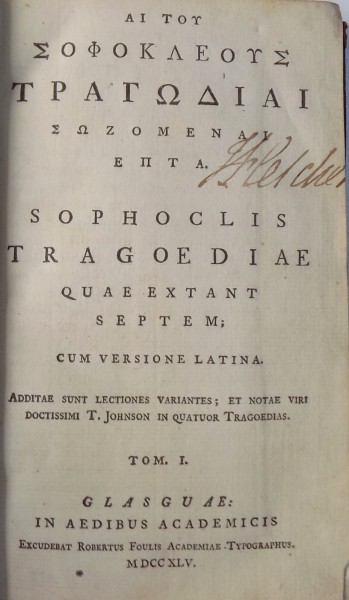 ΑΙ ΤΟΥ
ΣΟΦΟΚΛΕΟΥΣ
ΤΡΑΓΩΔΙΑΙ
ΣΩΖΟΜΕΝΑΙ
ΕΠΤΑ.
SOPHOCLIS
TRAGOEDIAE
QUAE EXTANT
SEPTEM;
CUM VERSIONE LATINA.
ADDITAE SUNT LECTIONES VARIANTES; ET NOTAE VIRI
DOCTISSIMI T. JOHNSON IN QUATUOR TRAGOEDIAS.
TOM. I.
GLASGUAE:
IN AEDIBUS ACADEMICIS
EXCUDEBAT ROBERTUS FOULIS ACADEMIAE TYPOGRAPHUS.
MDCCXLV.